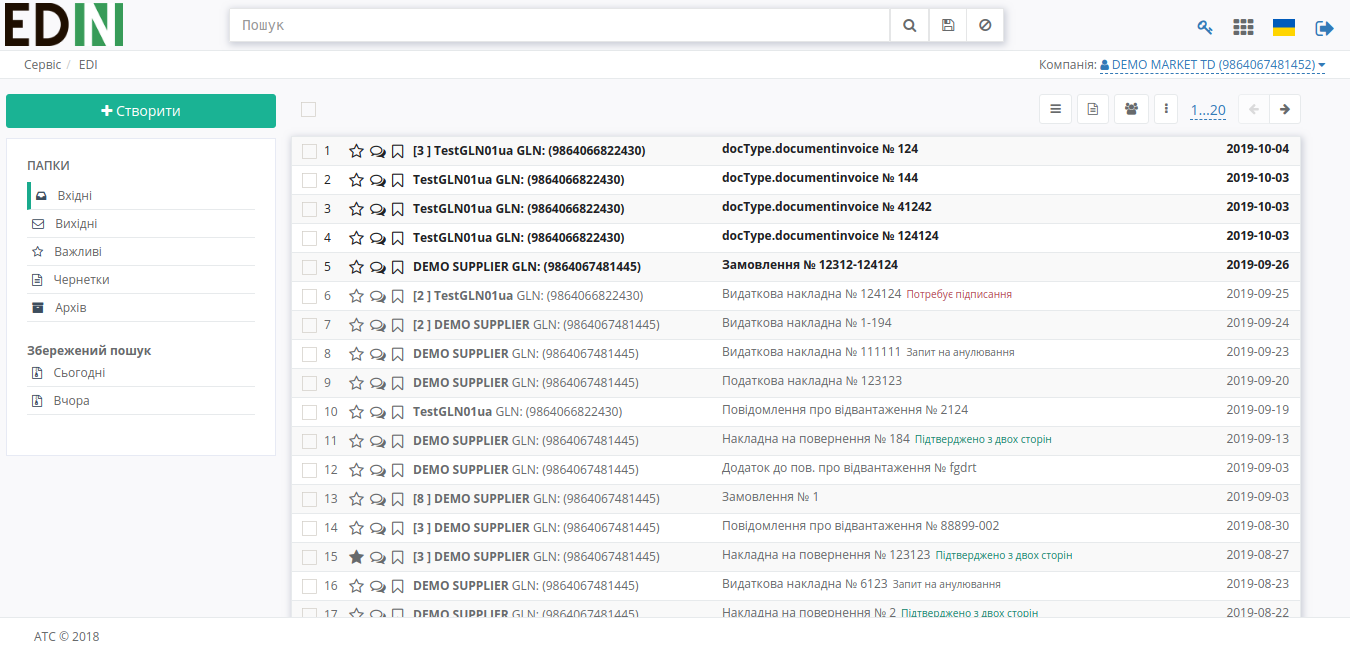 EDIN
Пошук
Сервіс / EDI
Компанія: DEMO MARKET TD (9864067481452)
Створити
1...20
ПАПКИ
Вхідні
Вихідні
Важливі
Чернетки
Архів
Збережений пошук
Сьогодні
Вчора
1 [3 ] TestGLN01ua GLN: (9864066822430) docType.documentinvoice № 124 2019-10-04
2 TestGLN01ua GLN: (9864066822430) docType.documentinvoice № 144 2019-10-03
3 TestGLN01ua GLN: (9864066822430) docType.documentinvoice № 41242 2019-10-03
4 TestGLN01ua GLN: (9864066822430) docType.documentinvoice № 124124 2019-10-03
5 DEMO SUPPLIER GLN: (9864067481445) Замовлення № 12312-124124 2019-09-26
6 [2 ] TestGLN01ua GLN: (9864066822430) Видаткова накладна № 124124 Потребує підписання 2019-09-25
7 [2 ] DEMO SUPPLIER GLN: (9864067481445) Видаткова накладна № 1-194 2019-09-24
8 DEMO SUPPLIER GLN: (9864067481445) Видаткова накладна № 111111 Запит на анулювання 2019-09-23
9 DEMO SUPPLIER GLN: (9864067481445) Податкова накладна № 123123 2019-09-20
10 TestGLN01ua GLN: (9864066822430) Повідомлення про відвантаження № 2124 2019-09-19
11 DEMO SUPPLIER GLN: (9864067481445) Накладна на повернення № 184 Підтверджено з двох сторін 2019-09-13
12 DEMO SUPPLIER GLN: (9864067481445) Додаток до пов. про відвантаження № fgdrt 2019-09-03
13 [8 ] DEMO SUPPLIER GLN: (9864067481445) Замовлення № 1 2019-09-03
14 [3 ] DEMO SUPPLIER GLN: (9864067481445) Повідомлення про відвантаження № 88899-002 2019-08-30
15 [3 ] DEMO SUPPLIER GLN: (9864067481445) Накладна на повернення № 123123 Підтверджено з двох сторін 2019-08-27
16 DEMO SUPPLIER GLN: (9864067481445) Видаткова накладна № 6123 Запит на анулювання 2019-08-23
17 DEMO SUPPLIER GLN: (9864067481445) Накладна на повернення № 2 Підтверджено з двох сторін 2019-08-22
АТС © 2018